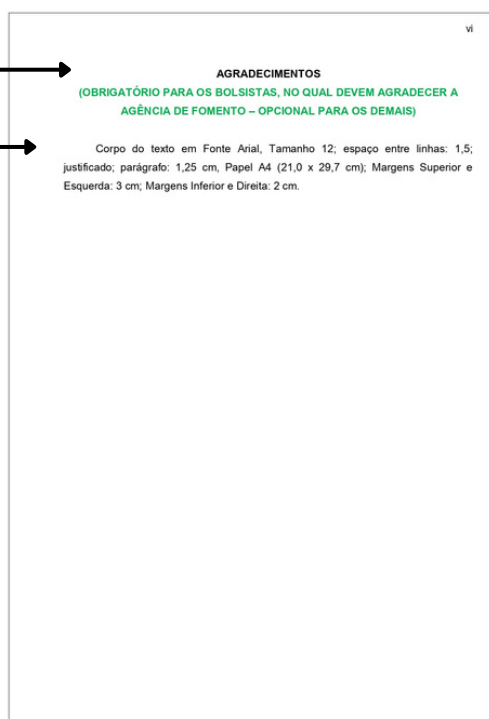 vi
AGRADECIMENTOS
(OBRIGATÓRIO PARA OS BOLSISTAS, NO QUAL DEVEM AGRADECER A
AGÊNCIA DE FOMENTO – OPCIONAL PARA OS DEMAIS)
Corpo do texto em Fonte Arial, Tamanho 12; espaço entre linhas: 1,5;
justificado; parágrafo: 1,25 cm, Papel A4 (21,0 x 29,7 cm); Margens Superior e
Esquerda: 3 cm; Margens Inferior e Direita: 2 cm.